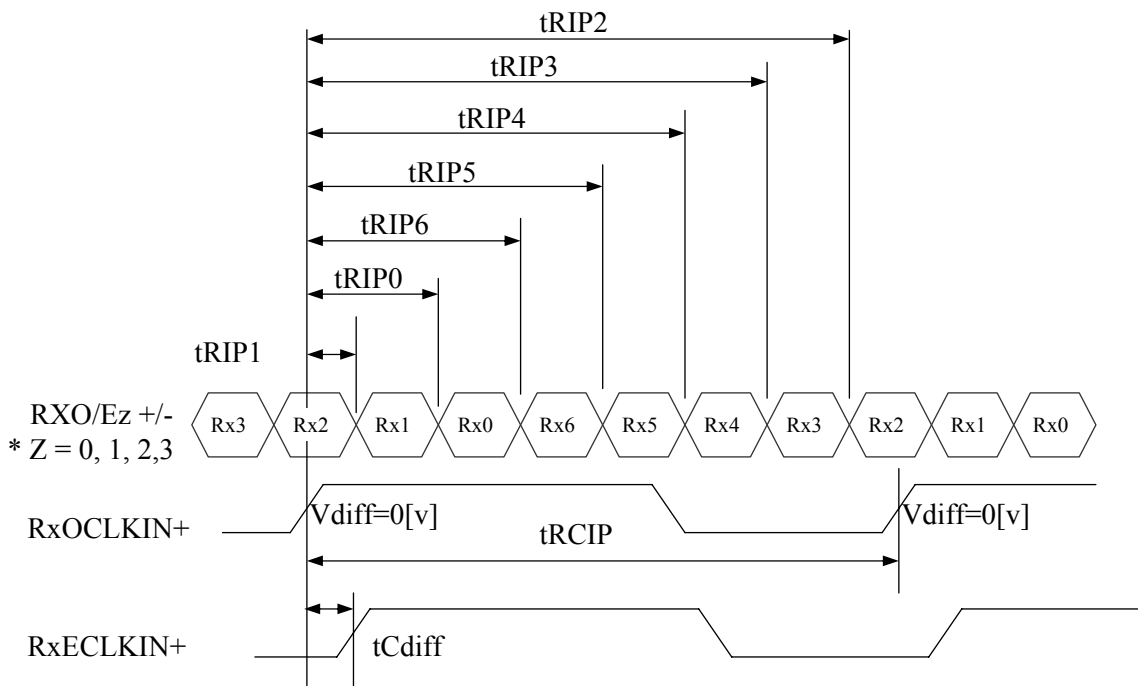 tRIP2
tRIP3
tRIP4
tRIP5
tRIP6
tRIP0
tRIP1
RXO/Ez +/-
* Z = 0, 1, 2,3
Rx3 Rx2 Rx1 Rx0 Rx6 Rx5 Rx4 Rx3 Rx2 Rx1 Rx0
RxOCLKIN+ Vdiff=0[v] Vdiff=0[v]
tRCIP
RxECLKIN+ tCdiff